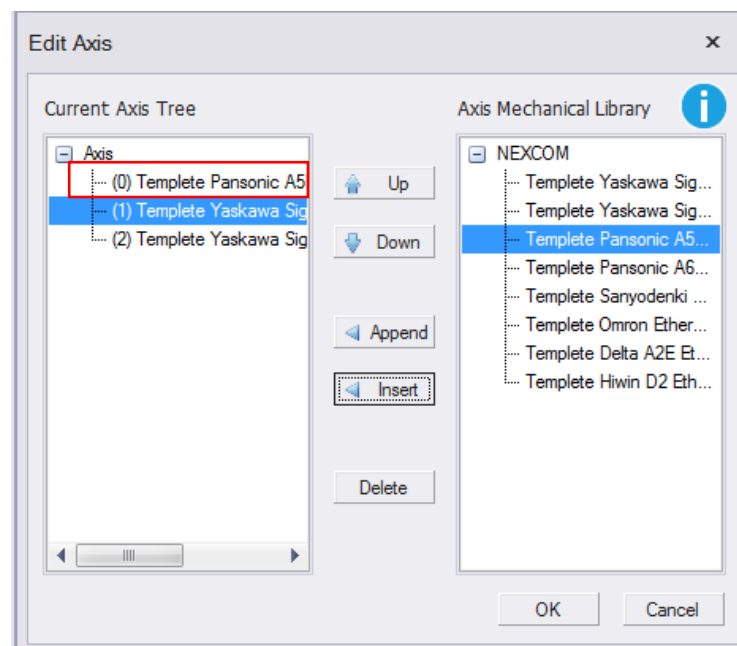 Edit Axis
Current Axis Tree
Axis
(0) Templete Pansonic A5
(1) Templete Yaskawa Sig
(2) Templete Yaskawa Sig
Up
Down
Append
Insert
Delete
Axis Mechanical Library
NEXCOM
Templete Yaskawa Sig...
Templete Yaskawa Sig...
Templete Pansonic A5...
Templete Pansonic A6...
Templete Sanyodenki ...
Templete Omron Ether...
Templete Delta A2E Et...
Templete Hiwin D2 Eth...
OK
Cancel